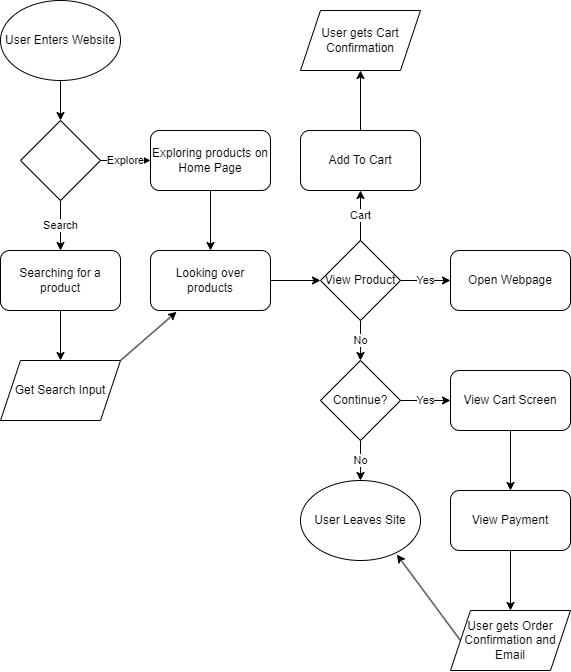 User Enters Website
User gets Cart
Confirmation
Explore
Exploring products on
Home Page
Add To Cart
Search
Cart
Searching for a
product
Looking over
products
View Product
Yes
Open Webpage
No
Get Search Input
Continue?
Yes
View Cart Screen
No
User Leaves Site
View Payment
User gets Order
Confirmation and
Email